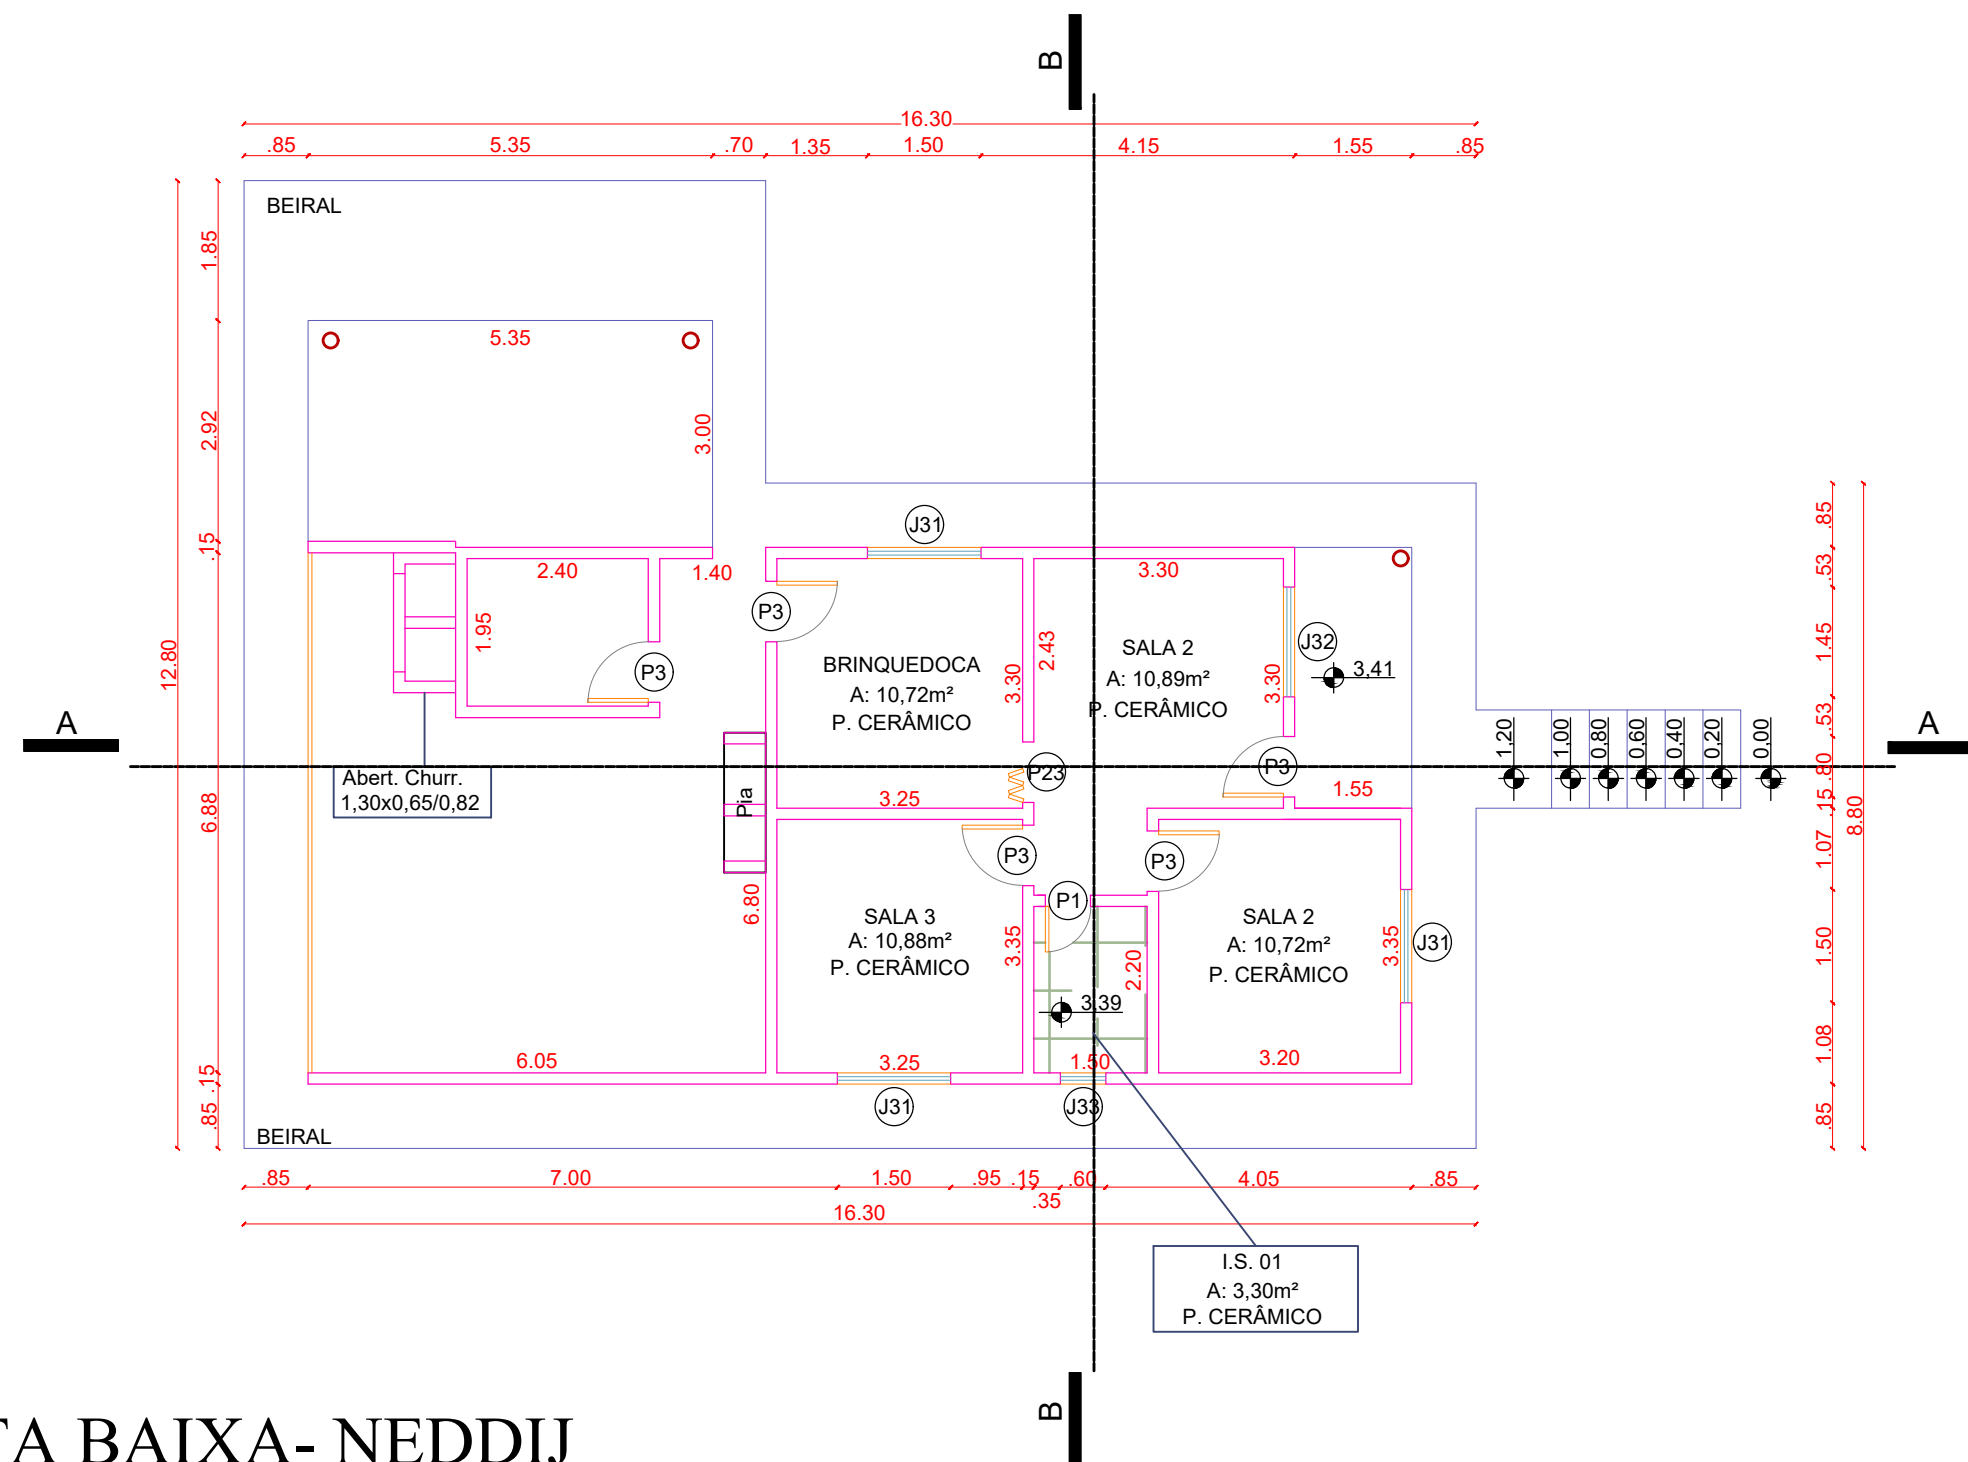 B
16.30
.85 5.35 .70 1.35 1.50 4.15 1.55 .85
BEIRAL
1.85
5.35
2.92
3.00
12.80
.15
J31
2.40
1.40
3.30
1.95
P3
P3
BRINQUEDOCA
A: 10,72m²
P. CERÂMICO
3.30
2.43
SALA 2
A: 10,89m²
P. CERÂMICO
3.30
J32
3,41
.85
.53
1.45
.53
.80
.15
1.07
1.50
1.08
.85
8.80
A
A
1,20
1,00
0,80
0,60
0,40
0,20
0,00
Abert. Churr.
1,30x0,65/0,82
6.88
Pia
3.25
P23
P3
1.55
P3
P3
P1
6.80
SALA 3
A: 10,88m²
P. CERÂMICO
3.35
2.20
3,39
SALA 2
A: 10,72m²
P. CERÂMICO
3.35
J31
6.05
3.25
1.50
3.20
.15
.85
J31
J33
BEIRAL
.85 7.00 1.50 .95 .15 .60 4.05 .85
.35
16.30
I.S. 01
A: 3,30m²
P. CERÂMICO
B
TA BAIXA- NEDDIJ